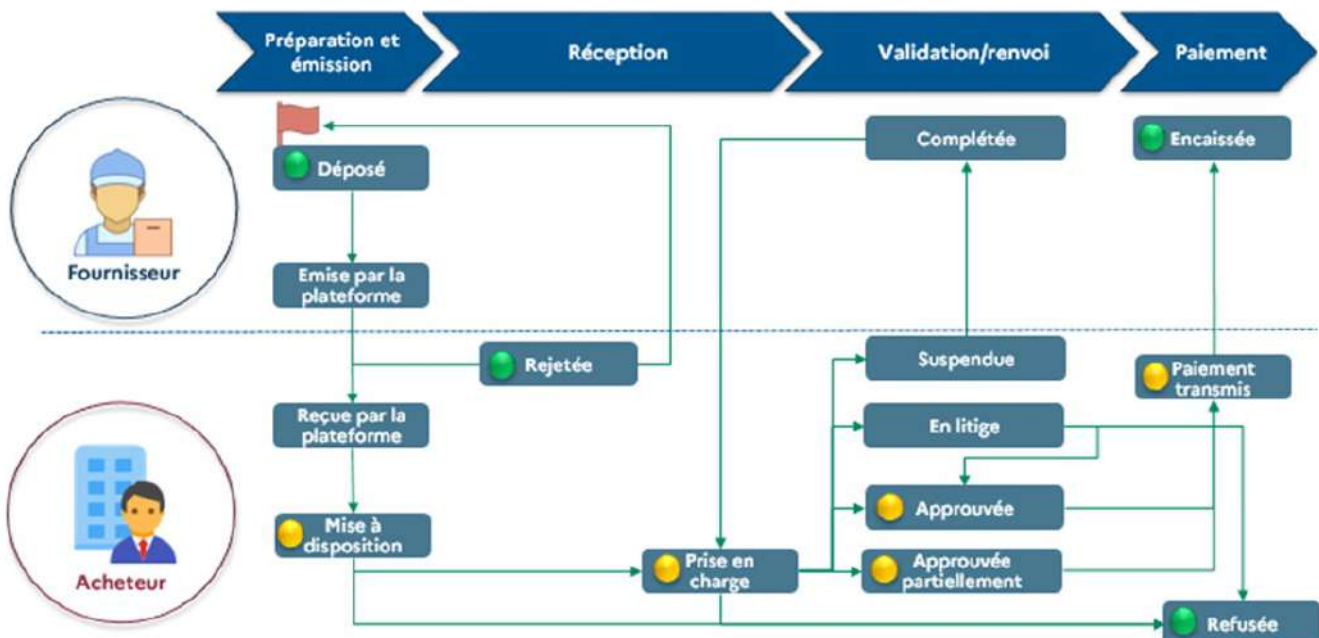 Préparation et
émission
Réception
Validation/renvoi
Paiement
Déposé
Complétée
Encaissée
Fournisseur
Emise par la
plateforme
Rejetée
Suspendue
Paiement
transmis
Reçue par la
plateforme
En litige
Mise à
disposition
Approuvée
Acheteur
Prise en
charge
Approuvée
partiellement
Refusée